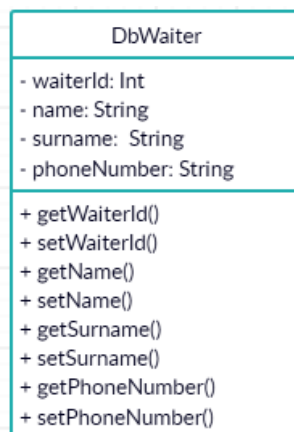 DbWaiter
- waiterId: Int
- name: String
- surname: String
- phoneNumber: String
+ getWaiterId()
+ setWaiterId()
+ getName()
+ setName()
+ getSurname()
+ setSurname()
+ getPhoneNumber()
+ setPhoneNumber()